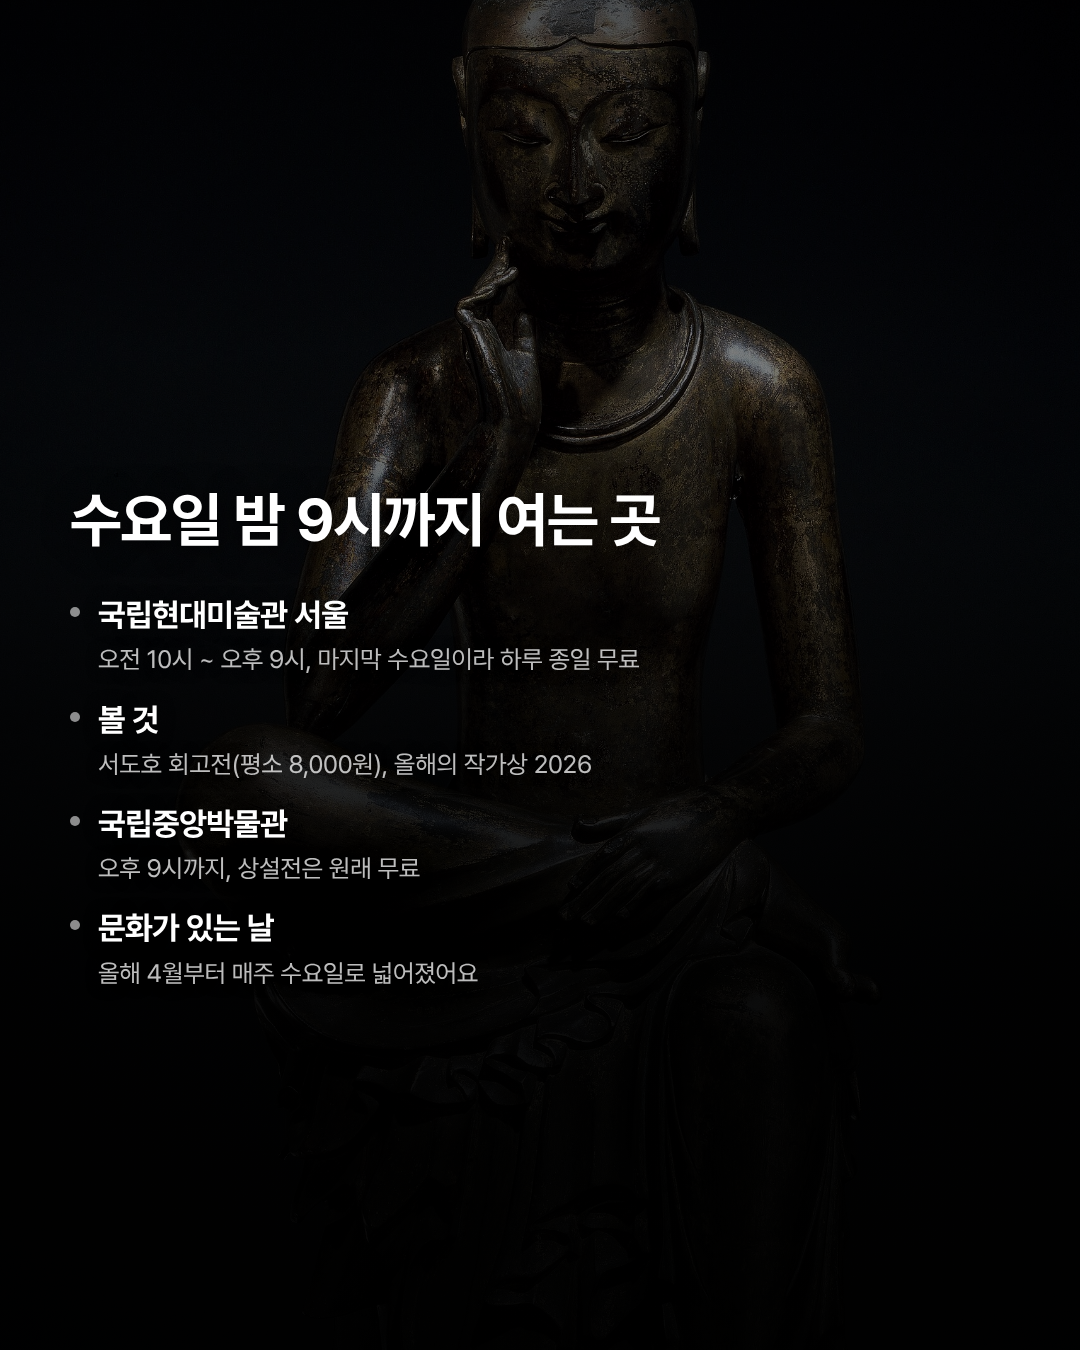 수요일 밤 9시까지 여는 곳
국립현대미술관 서울
오전 10시 ~ 오후 9시, 마지막 수요일이라 하루 종일 무료
볼 것
서도호 회고전(평소 8,000원), 올해의 작가상 2026
국립중앙박물관
오후 9시까지, 상설전은 원래 무료
문화가 있는 날
올해 4월부터 매주 수요일로 넓어졌어요